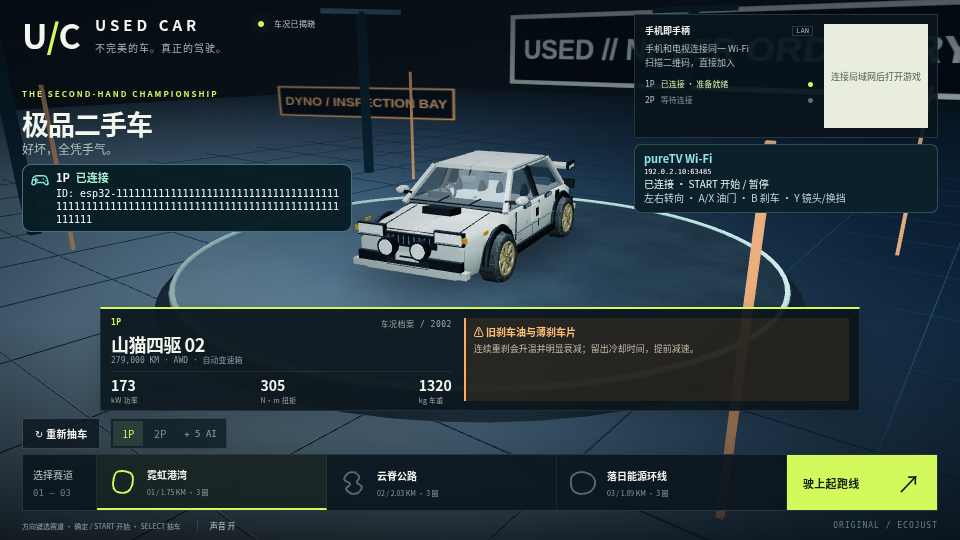 U/C
USED CAR
不完美的车。真正的驾驶。
车况已揭晓
USED // N
DYNO / INSPECTION BAY
THE SECOND-HAND CHAMPIONSHIP
极品二手车
好坏，全凭手气。
1P 已连接
ID: esp32-11111111111111111111111111111111111
111111111111111111111111111111111111111111111
111111
手机即手柄
LAN
手机和电视连接同一 Wi-Fi
扫描二维码，直接加入
1P 已连接 · 准备就绪
2P 等待连接
连接局域网后打开游戏
pureTV Wi-Fi
192.0.2.10:63485
已连接 · START 开始 / 暂停
左右转向 · A/X 油门 · B 刹车 · Y 镜头/换挡
1P
车况档案 / 2002
山猫四驱 02
279,000 KM · AWD · 自动变速箱
173
kW 功率
305
N·m 扭矩
1320
kg 车重
⚠ 旧刹车油与薄刹车片
连续重刹会升温并明显衰减；留出冷却时间，提前减速。
↻ 重新抽车
1P
2P
+ 5 AI
选择赛道
01 — 03
霓虹港湾
01 / 1.75 KM · 3 圈
云脊公路
02 / 2.03 KM · 3 圈
落日能源环线
03 / 1.89 KM · 3 圈
驶上起跑线
方向键选赛道 · 确定 / START 开始 · SELECT 抽车
声音 开
ORIGINAL / ECOJUST